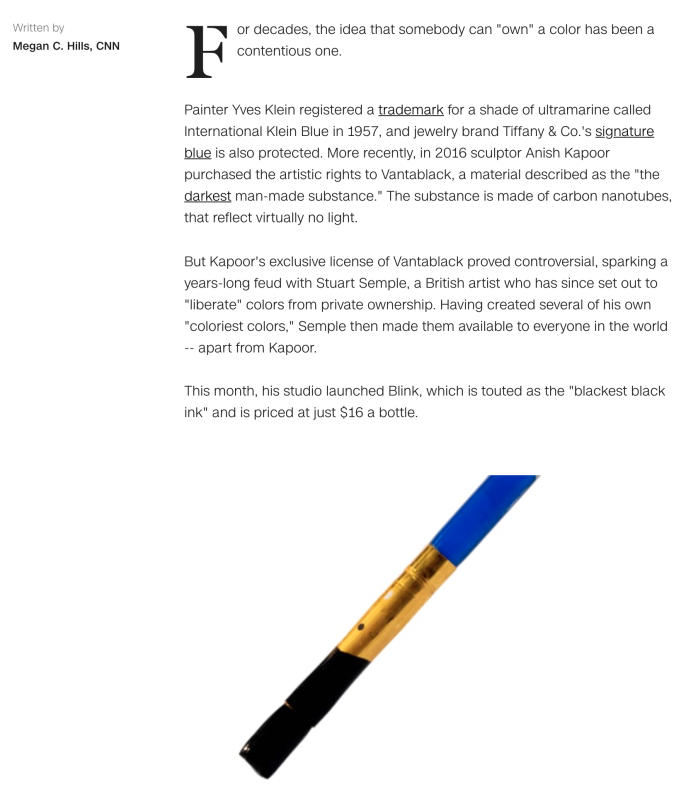 Written by
Megan C. Hills, CNN
For decades, the idea that somebody can "own" a color has been a
contentious one.
Painter Yves Klein registered a trademark for a shade of ultramarine called
International Klein Blue in 1957, and jewelry brand Tiffany & Co.'s signature
blue is also protected. More recently, in 2016 sculptor Anish Kapoor
purchased the artistic rights to Vantablack, a material described as the "the
darkest man-made substance." The substance is made of carbon nanotubes,
that reflect virtually no light.
But Kapoor's exclusive license of Vantablack proved controversial, sparking a
years-long feud with Stuart Semple, a British artist who has since set out to
"liberate" colors from private ownership. Having created several of his own
"coloriest colors," Semple then made them available to everyone in the world
-- apart from Kapoor.
This month, his studio launched Blink, which is touted as the "blackest black
ink" and is priced at just $16 a bottle.